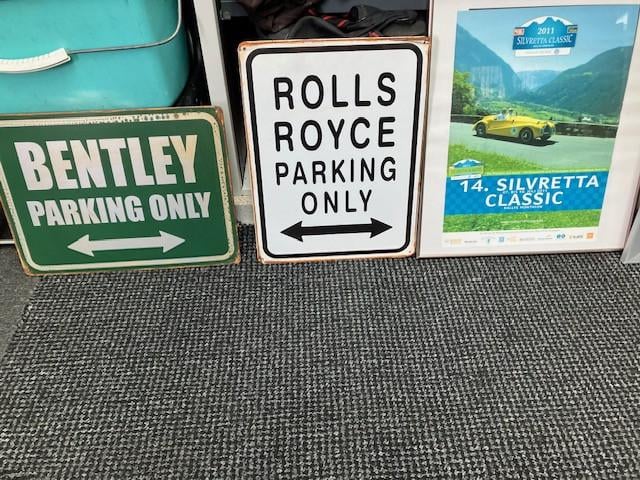 BENTLEY
PARKING ONLY
ROLLS
ROYCE
PARKING
ONLY
2011
SILVRETTA CLASSIC
14. SILVRETTA
CLASSIC